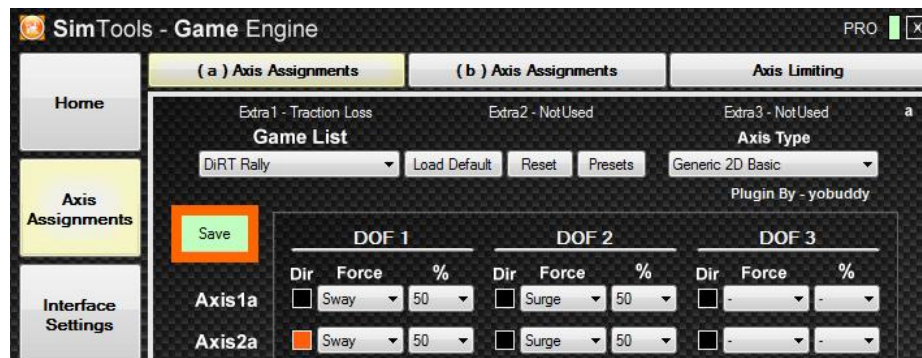 SimTools - Game Engine PRO X
( a ) Axis Assignments ( b ) Axis Assignments Axis Limiting
Home
Extra1 - Traction Loss Extra2 - NotUsed Extra3 - NotUsed a
Game List Axis Type
DiRT Rally Load Default Reset Presets Generic 2D Basic
Plugin By - yobuddy
Axis
Assignments
Save DOF 1 DOF 2 DOF 3
Dir Force % Dir Force % Dir Force %
Interface
Settings
Axis1a Sway 50 Surge 50 - -
Axis2a Sway 50 Surge 50 - -